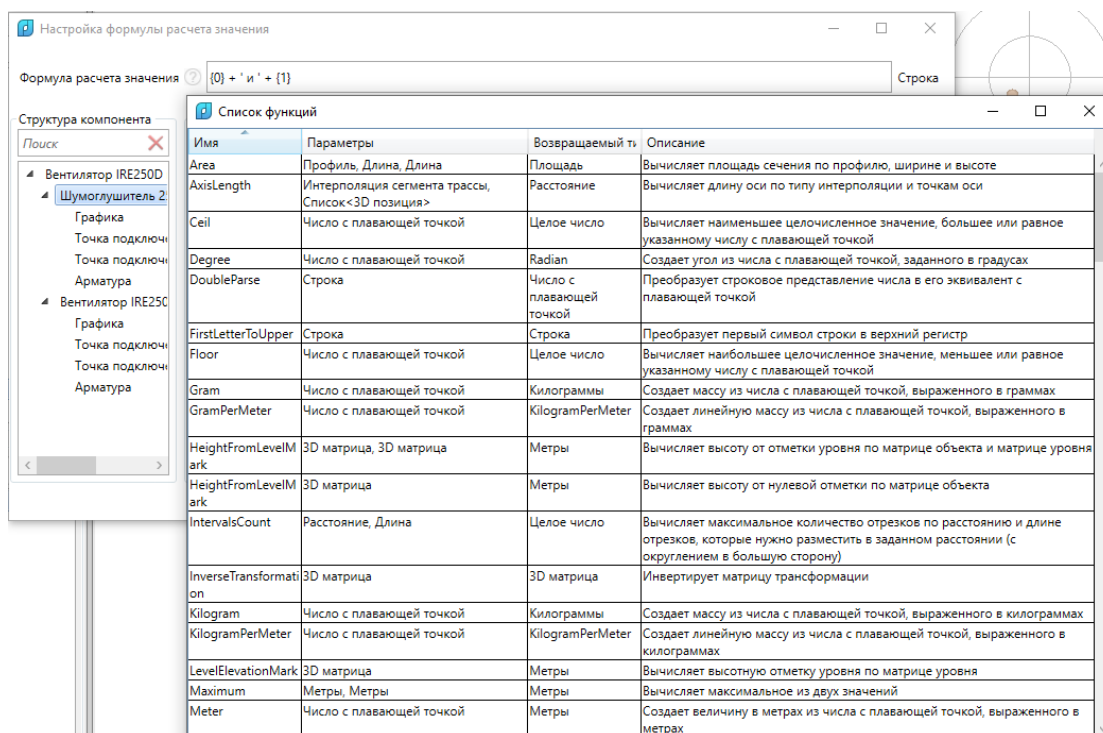 Настройка формулы расчета значения
Формула расчета значения ? {0} + ' и ' + {1} Строка
Структура компонента
Поиск
Вентилятор IRE250D
Шумоглушитель
Графика
Точка
Точка
Арматура
Вентилятор
Графика
Точка
Точка
Арматура
Список функций
Имя Параметры Возвращаемый Описание
Area Профиль, Длина, Длина Площадь Вычисляет площадь сечения по профилю, ширине и высоте
AxisLength Интерполяция сегмента трассы, Расстояние Вычисляет длину оси по типу интерполяции и точкам оси
Список<3D позиция>
Ceil Число с плавающей точкой Целое число Вычисляет наименьшее целочисленное значение, большее или равное
указанному числу с плавающей точкой
Degree Число с плавающей точкой Radian Создает угол из числа с плавающей точкой, заданного в градусах
DoubleParse Строка Число с Преобразует строковое представление числа в его эквивалент с
плавающей плавающей точкой
точкой
FirstLetterToUpper Строка Строка Преобразует первый символ строки в верхний регистр
Floor Число с плавающей точкой Целое число Вычисляет наибольшее целочисленное значение, меньшее или равное
указанному числу с плавающей точкой
Gram Число с плавающей точкой Килограммы Создает массу из числа с плавающей точкой, выраженного в граммах
GramPerMeter Число с плавающей точкой KilogramPerMeter Создает линейную массу из числа с плавающей точкой, выраженного в
граммах
HeightFromLevelM 3D матрица, 3D матрица Метры Вычисляет высоту от отметки уровня по матрице объекта и матрице уровня
ark
HeightFromLevelM 3D матрица Метры Вычисляет высоту от нулевой отметки по матрице объекта
ark
IntervalsCount Расстояние, Длина Целое число Вычисляет максимальное количество отрезков по расстоянию и длине
отрезков, которые нужно разместить в заданном расстоянии (с
округлением в большую сторону)
InverseTransformati 3D матрица 3D матрица Инвертирует матрицу трансформации
on
Kilogram Число с плавающей точкой Килограммы Создает массу из числа с плавающей точкой, выраженного в килограммах
KilogramPerMeter Число с плавающей точкой KilogramPerMeter Создает линейную массу из числа с плавающей точкой, выраженного в
килограммах
LevelElevationMark 3D матрица Метры Вычисляет высотную отметку уровня по матрице уровня
Maximum Метры, Метры Метры Вычисляет максимальное из двух значений
Meter Число с плавающей точкой Метры Создает величину в метрах из числа с плавающей точкой, выраженного в
метрах